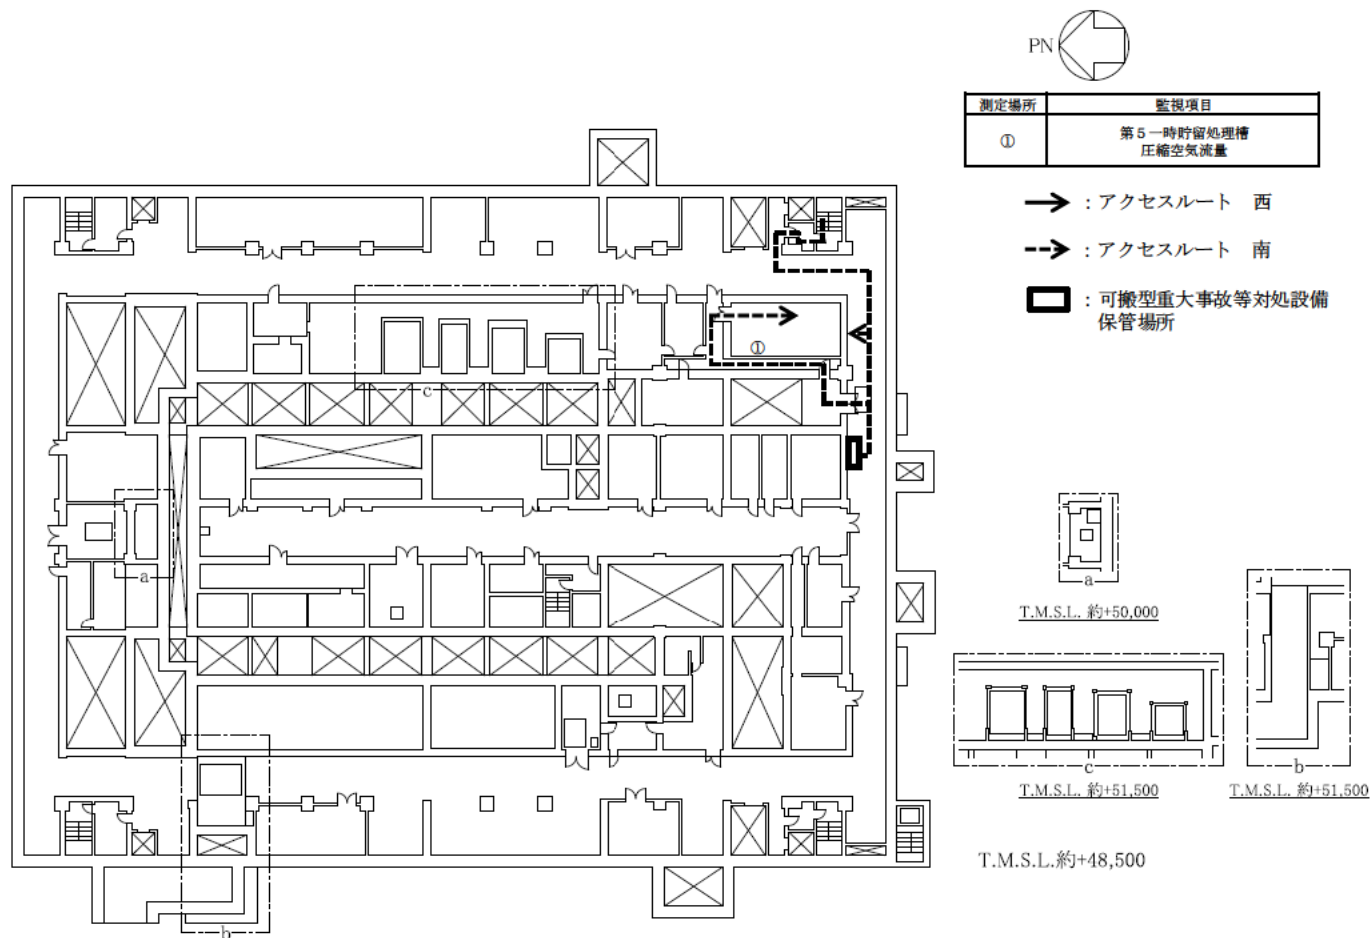 PN
測定場所 監視項目
① 第5一時貯留処理槽
圧縮空気流量
：アクセスルート 西
：アクセスルート 南
：可搬型重大事故等対処設備
保管場所
①
c
a
a
T.M.S.L. 約+50,000
c
T.M.S.L. 約+51,500
b
T.M.S.L. 約+51,500
T.M.S.L.約+48,500
b